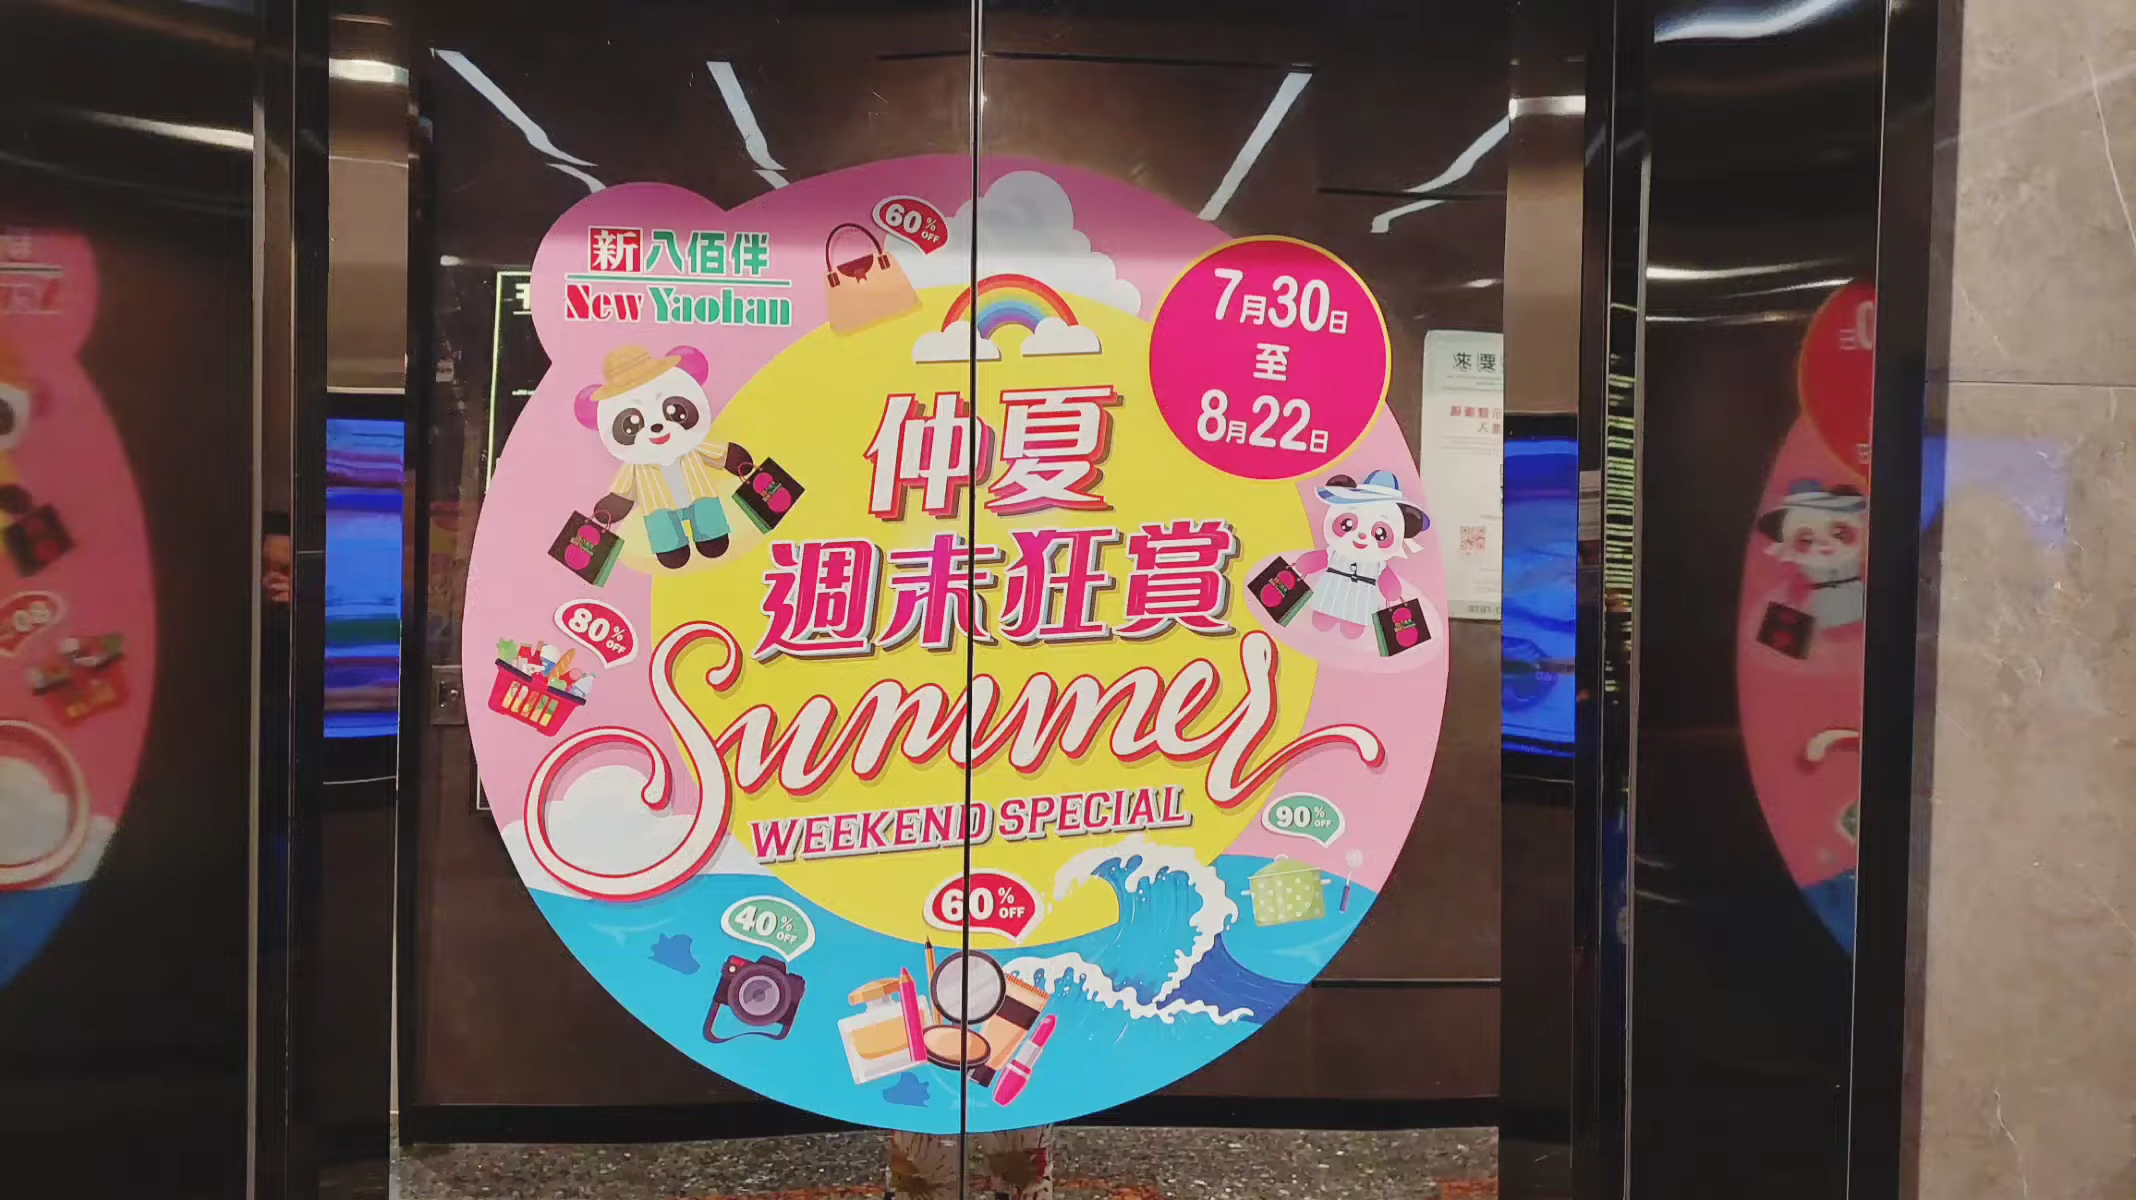 新八佰伴
New Yaohan
60% OFF
7月30日
至
8月22日
仲夏
週末狂賞
80% OFF
Summer
WEEKEND SPECIAL
90% OFF
40% OFF
60% OFF